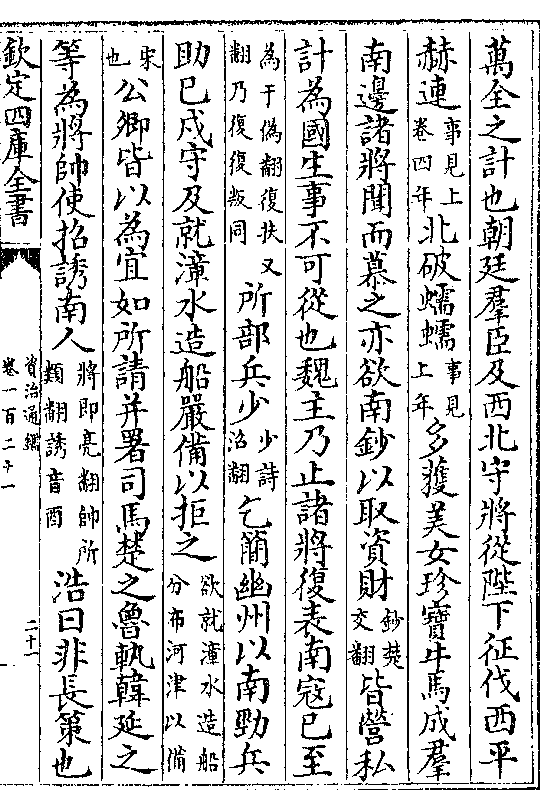 萬全之計也朝廷羣臣及西北守將從陛下征伐西平
赫連事見上卷四年北破蠕蠕事見上年多獲美女珍寶牛馬成羣
南邊諸將聞而慕之亦欲南鈔以取資財鈔楚交翻皆營私
計為國生事不可從也魏主乃止諸將復表南寇已至
為于偽翻復扶又翻乃復復叛同所部兵少少詩沼翻乞簡幽州以南勁兵
助已戍守及就漳水造船嚴備以拒之欲就漳水造船分布河津以備
宋也公卿皆以為宜如所請并署司馬楚之魯軌韓延之
等為將帥使招誘南人將即亮翻帥所類翻誘音酉浩曰非長策也
欽定四庫全書
資治通鑑
卷一百二十一
二十一